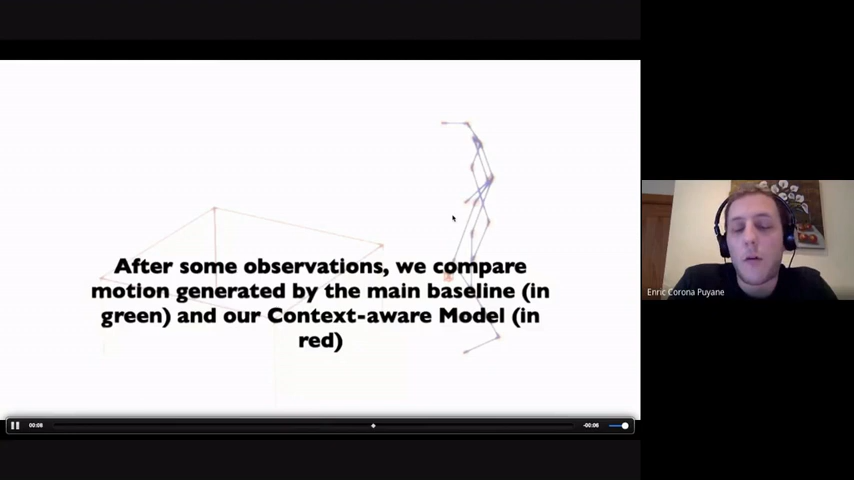 After some observations, we compare
motion generated by the main baseline (in
green) and our Context-aware Model (in
red)
Enric Corona Puyane
00:08
-00:06